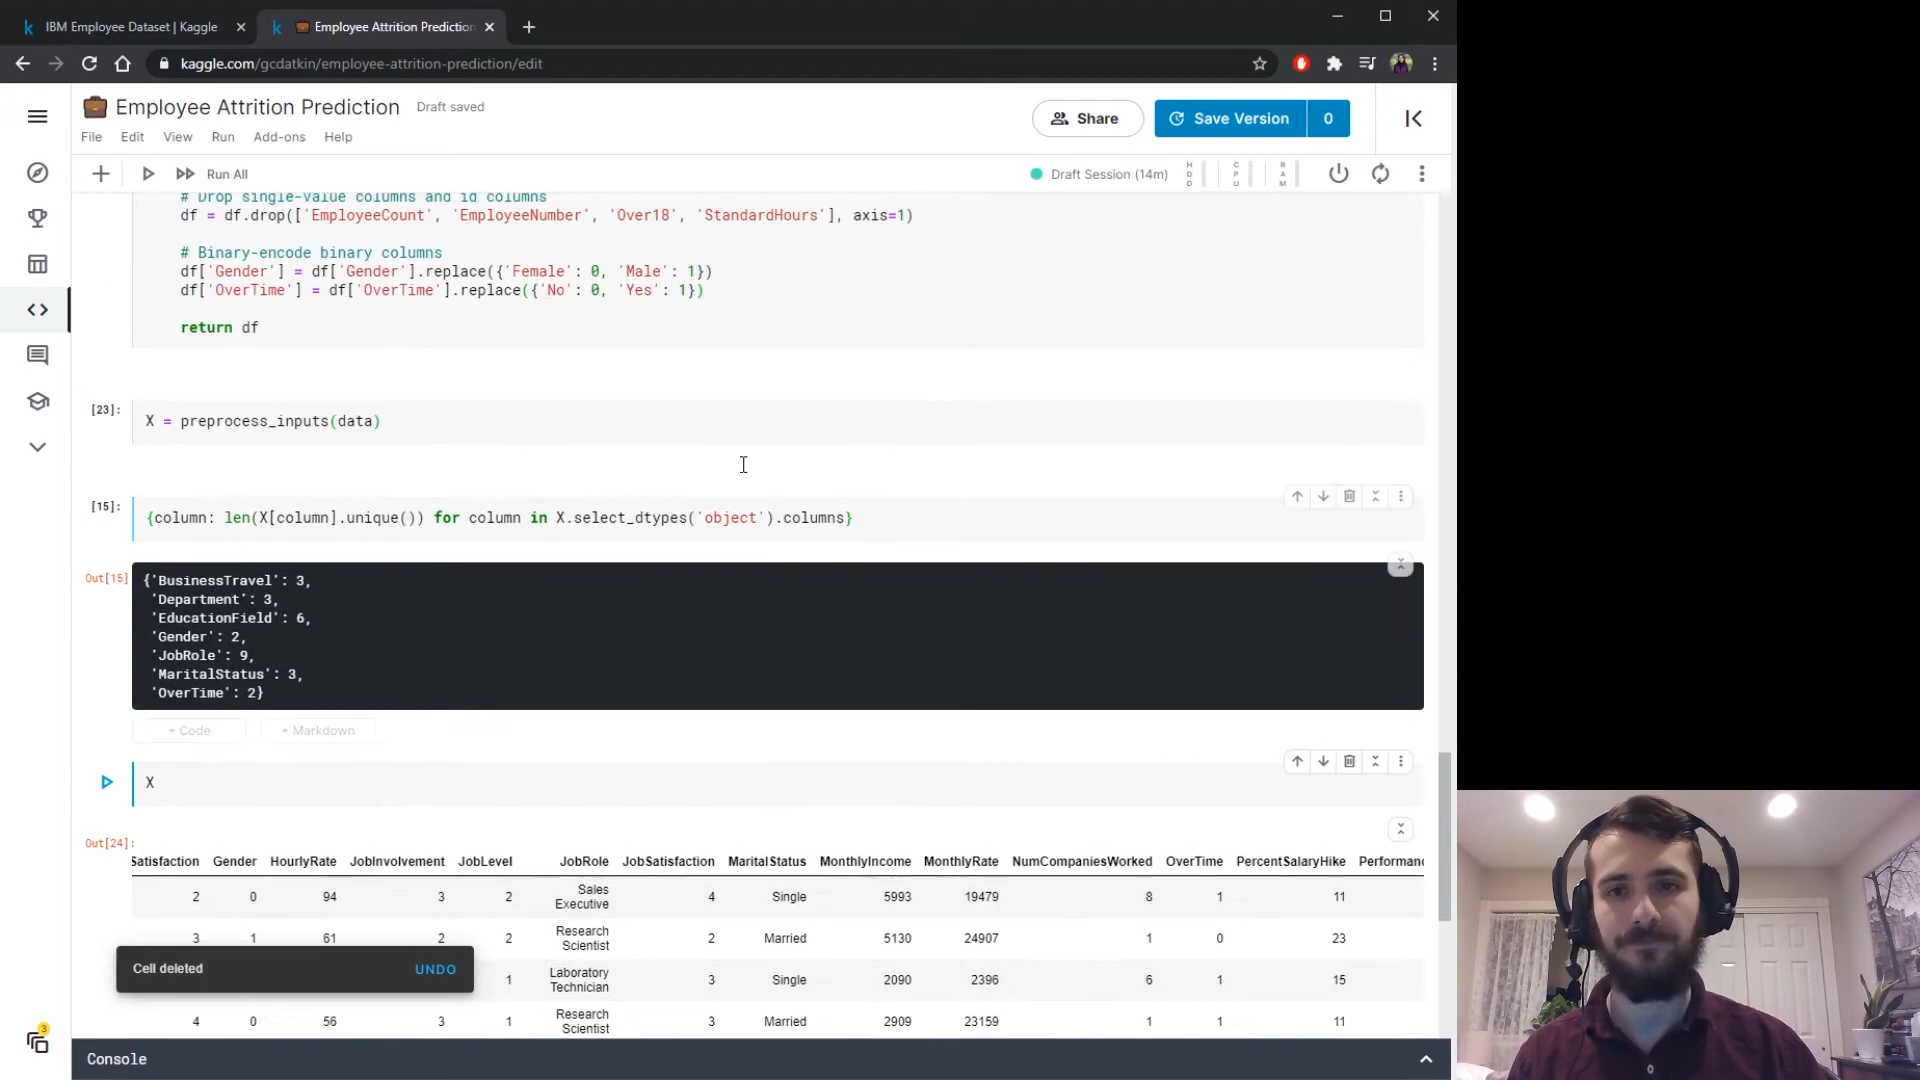 IBM Employee Dataset | Kaggle
Employee Attrition Prediction
kaggle.com/gcdatkin/employee-attrition-prediction/edit
Employee Attrition Prediction
Draft saved
Share
Save Version
0
File Edit View Run Add-ons Help
Run All
Draft Session (14m)
HDD
CPU
RAM
# Drop single-value columns and id columns
df = df.drop(['EmployeeCount', 'EmployeeNumber', 'Over18', 'StandardHours'], axis=1)
# Binary-encode binary columns
df['Gender'] = df['Gender'].replace({'Female': 0, 'Male': 1})
df['OverTime'] = df['OverTime'].replace({'No': 0, 'Yes': 1})
return df
[23]:
X = preprocess_inputs(data)
[15]:
{column: len(X[column].unique()) for column in X.select_dtypes('object').columns}
Out[15]
{'BusinessTravel': 3,
'Department': 3,
'EducationField': 6,
'Gender': 2,
'JobRole': 9,
'MaritalStatus': 3,
'OverTime': 2}
+ Code + Markdown
X
Out[24]:
Satisfaction Gender HourlyRate JobInvolvement JobLevel JobRole JobSatisfaction MaritalStatus MonthlyIncome MonthlyRate NumCompaniesWorked OverTime PercentSalaryHike Performanc
2 0 94 3 2 Sales Executive 4 Single 5993 19479 8 1 11
3 1 61 2 2 Research Scientist 2 Married 5130 24907 1 0 23
1 Laboratory Technician 3 Single 2090 2396 6 1 15
4 0 56 3 1 Research Scientist 3 Married 2909 23159 1 1 11
Cell deleted
UNDO
3
Console